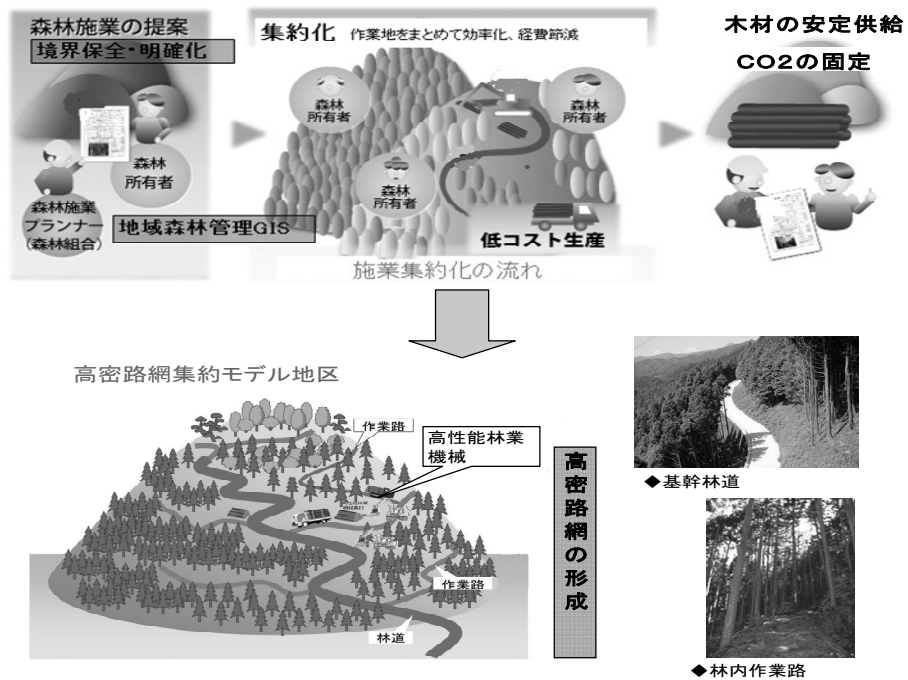 森林施業の提案
境界保全・明確化
森林
所有者
森林施業
プランナー
(森林組合)
地域森林管理GIS
集約化 作業地をまとめて効率化、経費節減
森林
所有者
森林
所有者
森林
所有者
低コスト生産
施業集約化の流れ
木材の安定供給
CO2の固定
高密路網集約モデル地区
作業路
高性能林業
機械
作業路
林道
高密路網の形成
◆基幹林道
◆林内作業路